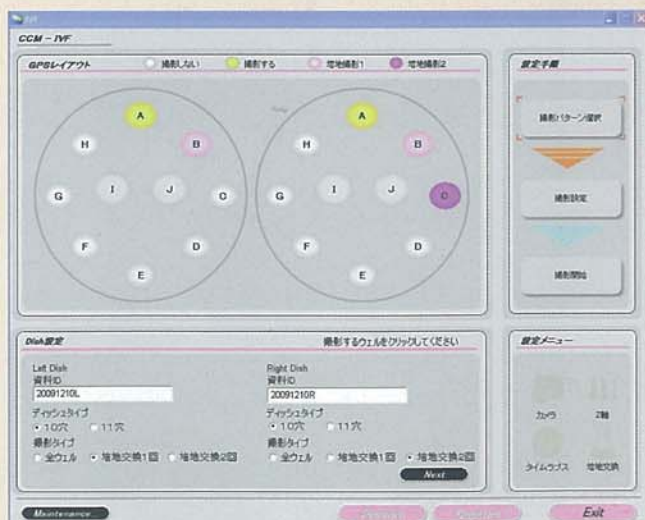 CCM - IVF
GPSレイアウト
撮影しない 撮影する 培地撮影1 培地撮影2
A
H B
I J
G C
F D
E
A
H B
I J
G C
F D
E
設定手順
撮影パターン選択
撮影設定
撮影開始
Dish設定
撮影するウェルをクリックしてください
Left Dish
資料ID
20091210L
ディッシュタイプ
10穴 11穴
撮影タイプ
全ウェル 培地交換1回 培地交換2回
Right Dish
資料ID
20091210R
ディッシュタイプ
10穴 11穴
撮影タイプ
全ウェル 培地交換1回 培地交換2回
Next
設定メニュー
カメラ Z軸
タイムラプス 培地交換
Maintenance
Exit